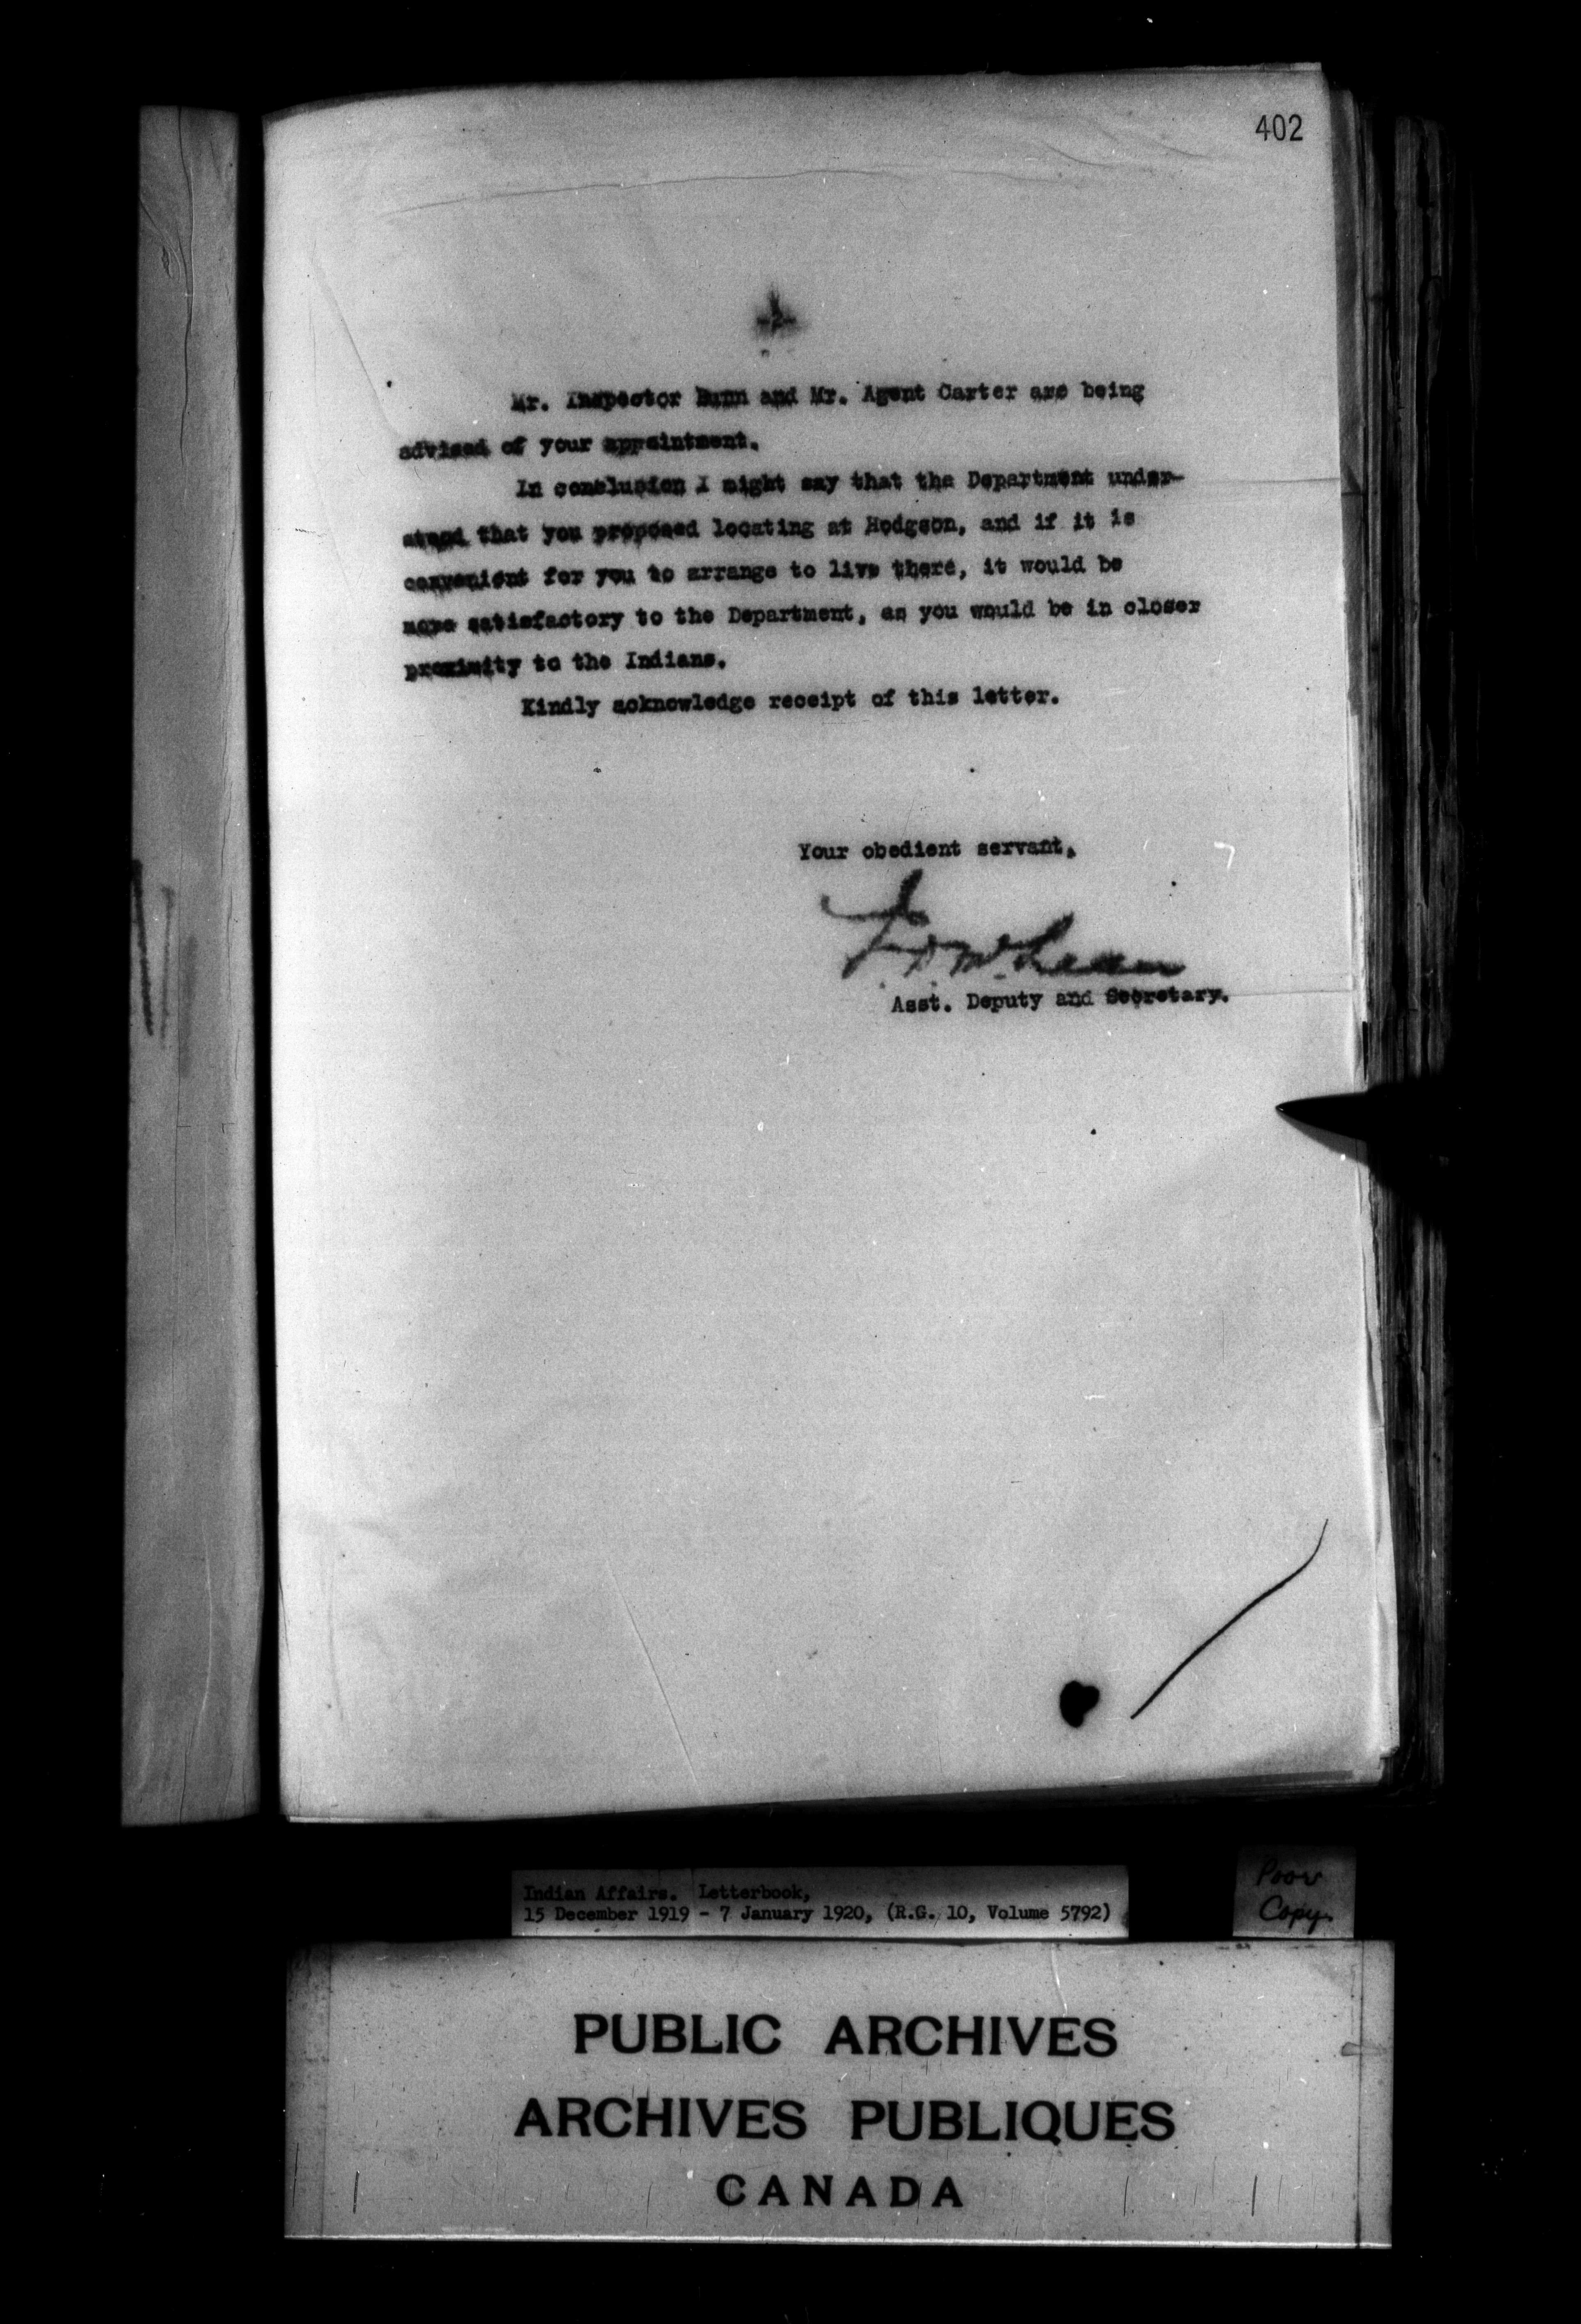 402
-2-
Mr. Inspector Bunn and Mr. Agent Carter are being
advised of your appointment.
In conclusion I might say that the Department under-
stand that you proposed locating at Hodgson, and if it is
convenient for you to arrange to live there, it would be
more satisfactory to the Department, as you would be in closer
proximity to the Indians.
Kindly acknowledge receipt of this letter.
Your obedient servant,
J. D. McLean
Asst. Deputy and Secretary.
Indian Affairs. Letterbook,
15 December 1919 - 7 January 1920, (R.G. 10, Volume 5792)
Poor
Copy
PUBLIC ARCHIVES
ARCHIVES PUBLIQUES
CANADA